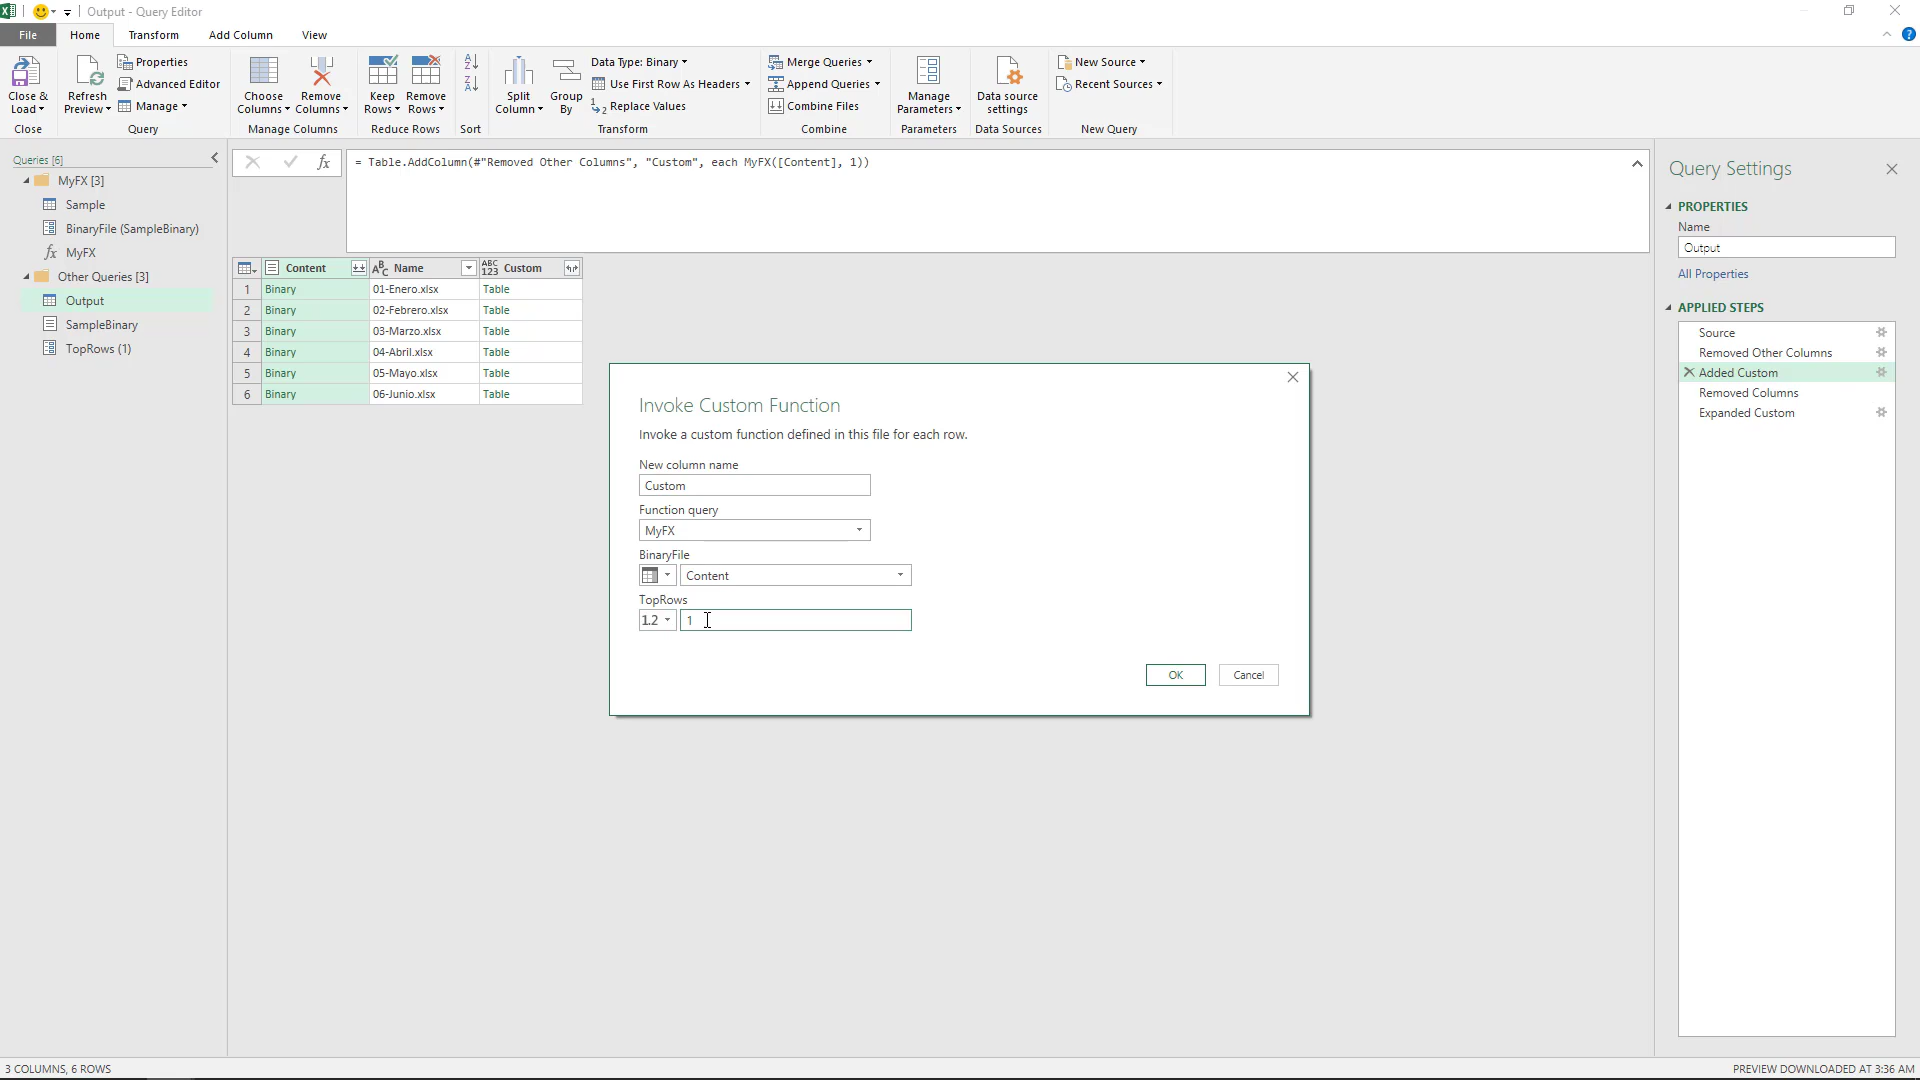 Output - Query Editor
File
Home
Transform
Add Column
View
Close & Load
Close
Refresh Preview
Properties
Advanced Editor
Manage
Query
Choose Columns
Remove Columns
Manage Columns
Keep Rows
Remove Rows
Reduce Rows
Sort
Split Column
Group By
Data Type: Binary
Use First Row As Headers
Replace Values
Transform
Merge Queries
Append Queries
Combine Files
Combine
Manage Parameters
Parameters
Data source settings
Data Sources
New Source
Recent Sources
New Query
Queries [6]
MyFX [3]
Sample
BinaryFile (SampleBinary)
fx MyFX
Other Queries [3]
Output
SampleBinary
TopRows (1)
fx
= Table.AddColumn(#"Removed Other Columns", "Custom", each MyFX([Content], 1))
Content
ABC Name
ABC 123 Custom
1 Binary 01-Enero.xlsx Table
2 Binary 02-Febrero.xlsx Table
3 Binary 03-Marzo.xlsx Table
4 Binary 04-Abril.xlsx Table
5 Binary 05-Mayo.xlsx Table
6 Binary 06-Junio.xlsx Table
Invoke Custom Function
Invoke a custom function defined in this file for each row.
New column name
Custom
Function query
MyFX
BinaryFile
Content
TopRows
1.2 1
OK
Cancel
Query Settings
PROPERTIES
Name
Output
All Properties
APPLIED STEPS
Source
Removed Other Columns
Added Custom
Removed Columns
Expanded Custom
3 COLUMNS, 6 ROWS
PREVIEW DOWNLOADED AT 3:36 AM